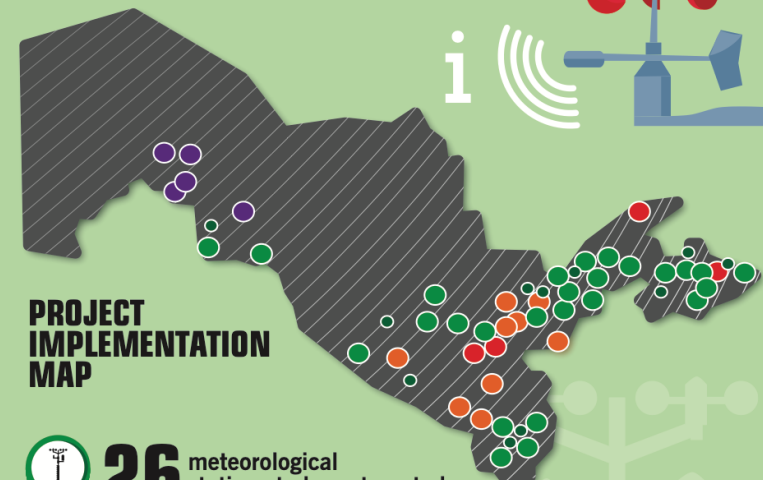 i
PROJECT
IMPLEMENTATION
MAP
26 meteorological